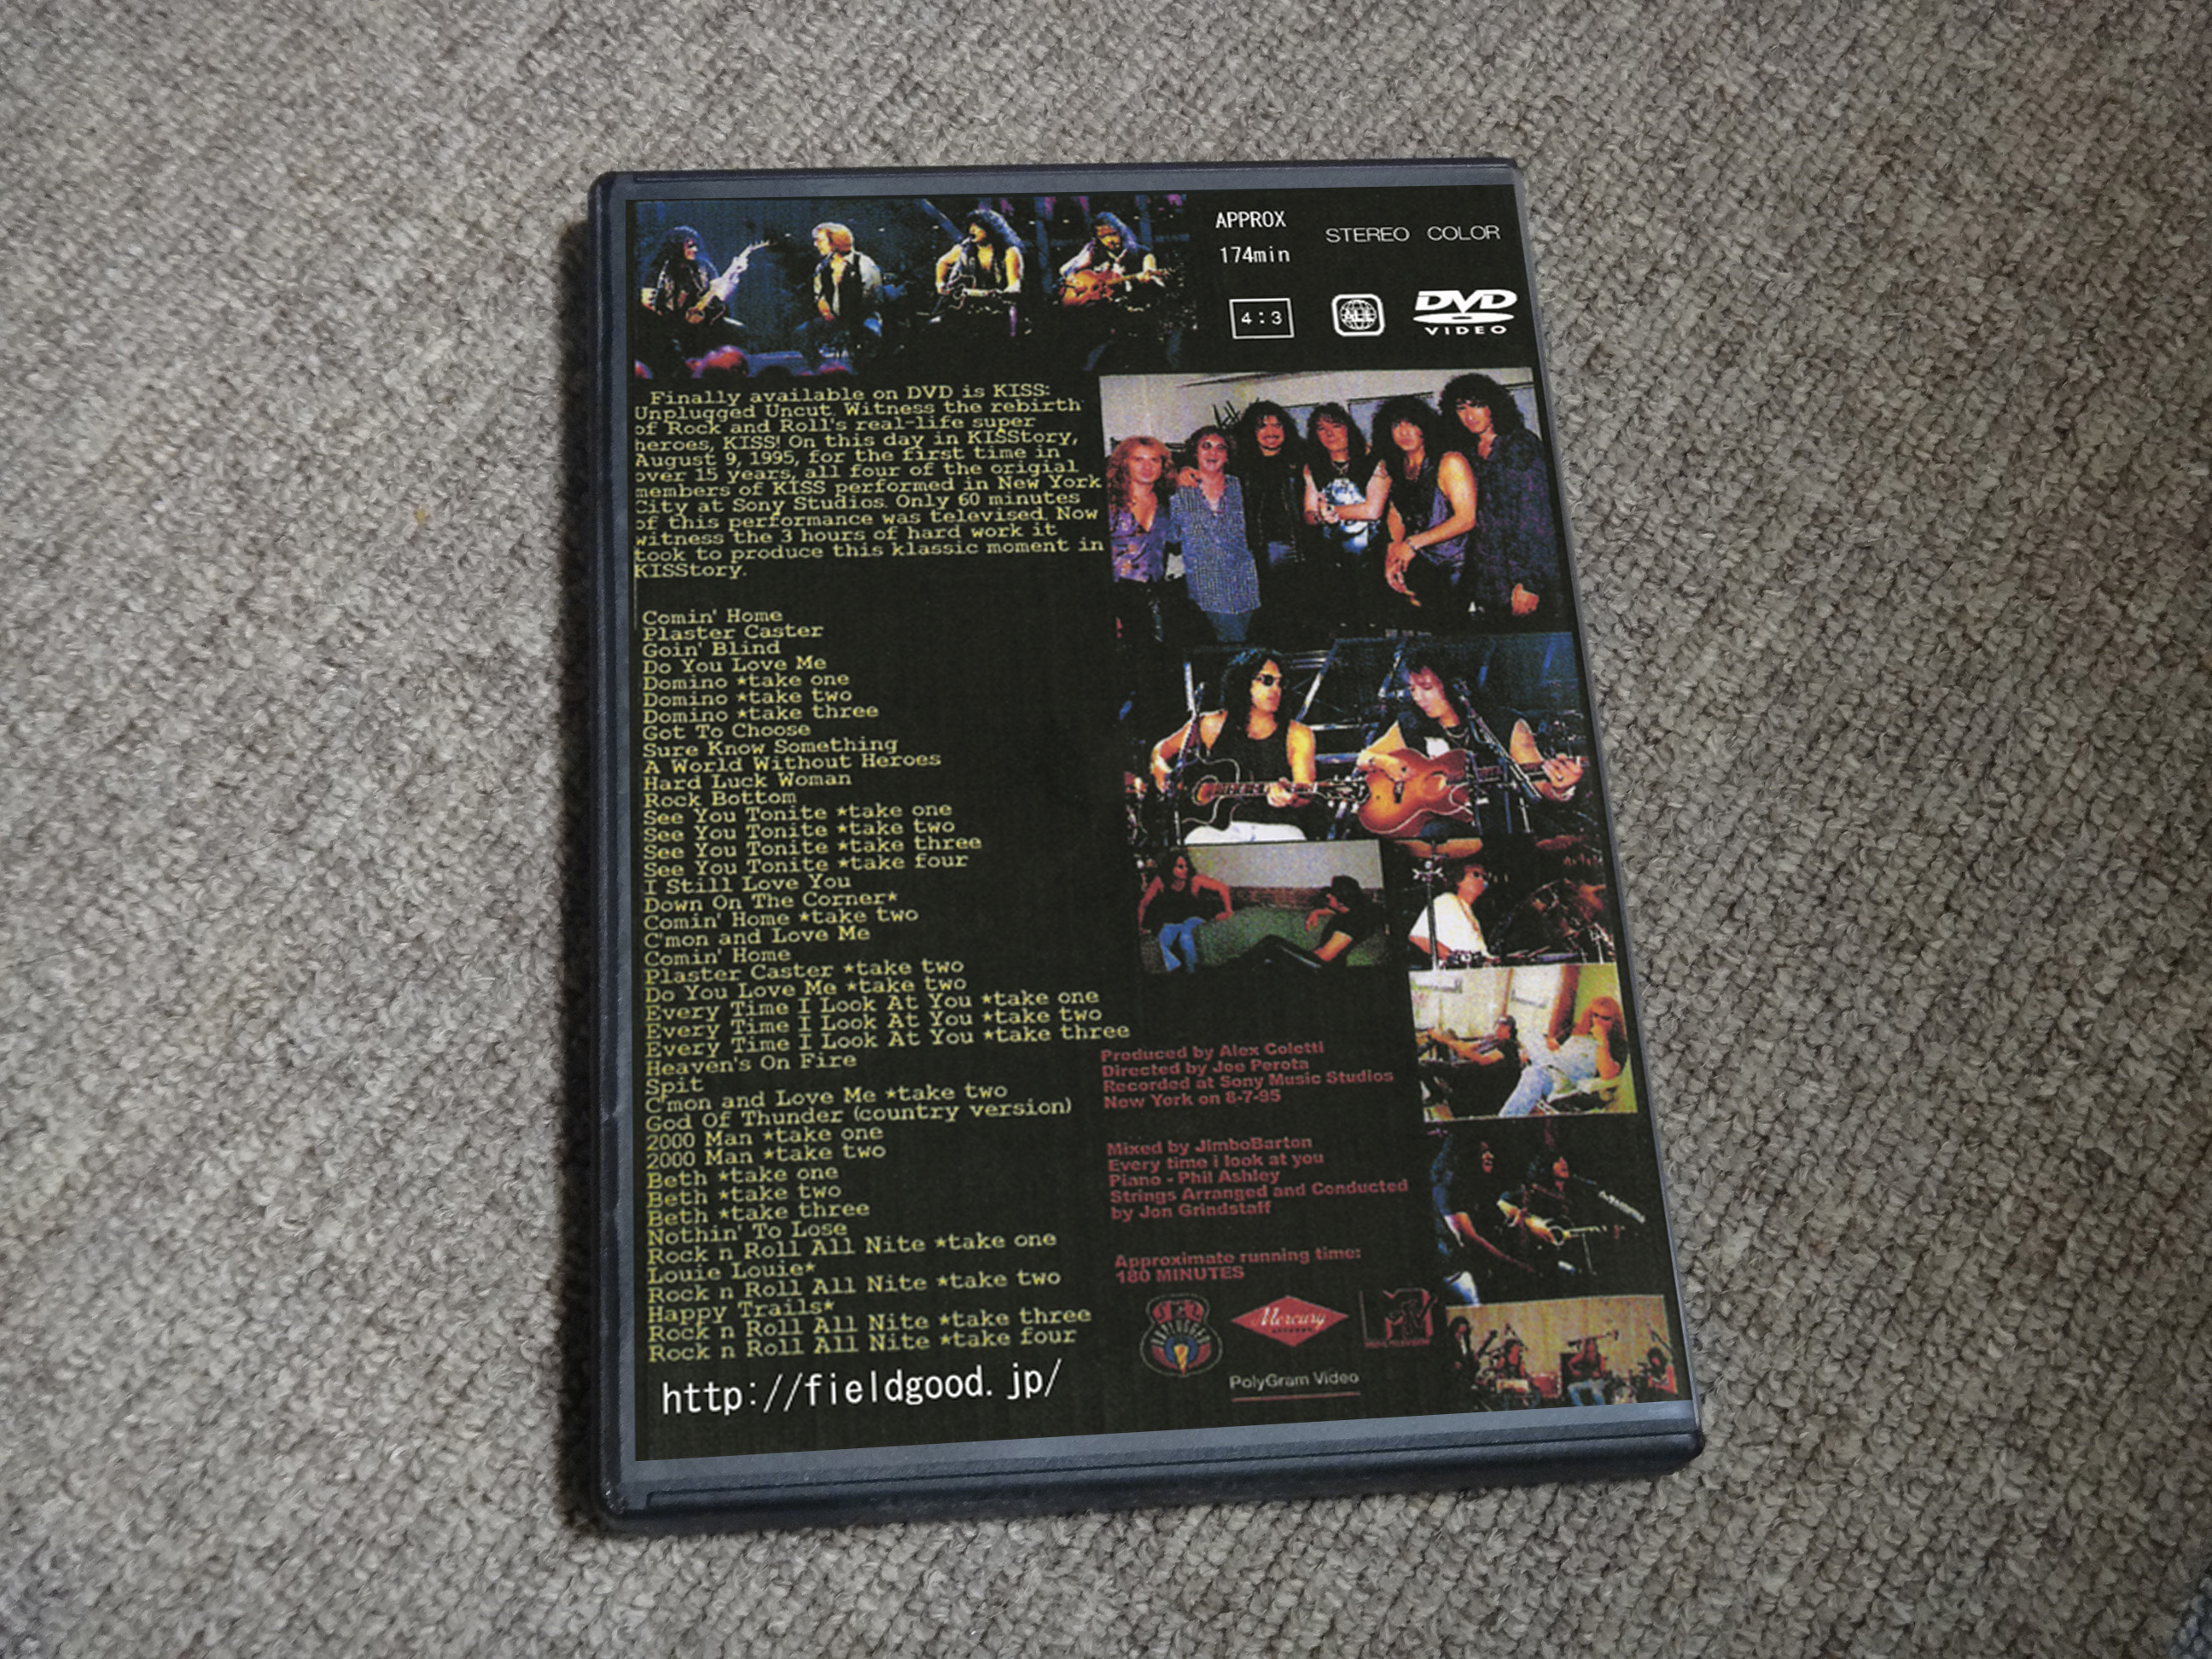 APPROX
174min
STEREO COLOR
4:3
ALL
DVD
VIDEO
Finally available on DVD is KISS:
Unplugged Uncut. Witness the rebirth
of Rock and Roll's real-life super
heroes, KISS! On this day in KISStory,
August 9, 1995, for the first time in
over 15 years, all four of the origial
members of KISS performed in New York
City at Sony Studios. Only 60 minutes
of this performance was televised. Now
witness the 3 hours of hard work it
took to produce this klassic moment in
KISStory.
Comin' Home
Plaster Caster
Goin' Blind
Do You Love Me
Domino *take one
Domino *take two
Domino *take three
Got To Choose
Sure Know Something
A World Without Heroes
Hard Luck Woman
Rock Bottom
See You Tonite *take one
See You Tonite *take two
See You Tonite *take three
See You Tonite *take four
I Still Love You
Down On The Corner*
Comin' Home *take two
C'mon and Love Me
Comin' Home
Plaster Caster *take two
Do You Love Me *take two
Every Time I Look At You *take one
Every Time I Look At You *take two
Every Time I Look At You *take three
Heaven's On Fire
Spit
C'mon and Love Me *take two
God Of Thunder (country version)
2000 Man *take one
2000 Man *take two
Beth *take one
Beth *take two
Beth *take three
Nothin' To Lose
Rock n Roll All Nite *take one
Louie Louie*
Rock n Roll All Nite *take two
Happy Trails*
Rock n Roll All Nite *take three
Rock n Roll All Nite *take four
http://fieldgood.jp/
Produced by Alex Coletti
Directed by Joe Perota
Recorded at Sony Music Studios
New York on 8-7-95
Mixed by JimboBarton
Every time i look at you
Piano - Phil Ashley
Strings Arranged and Conducted
by Jon Grindstaff
Approximate running time:
180 MINUTES
UNPLUGGED
Mercury
MTV
PolyGram Video